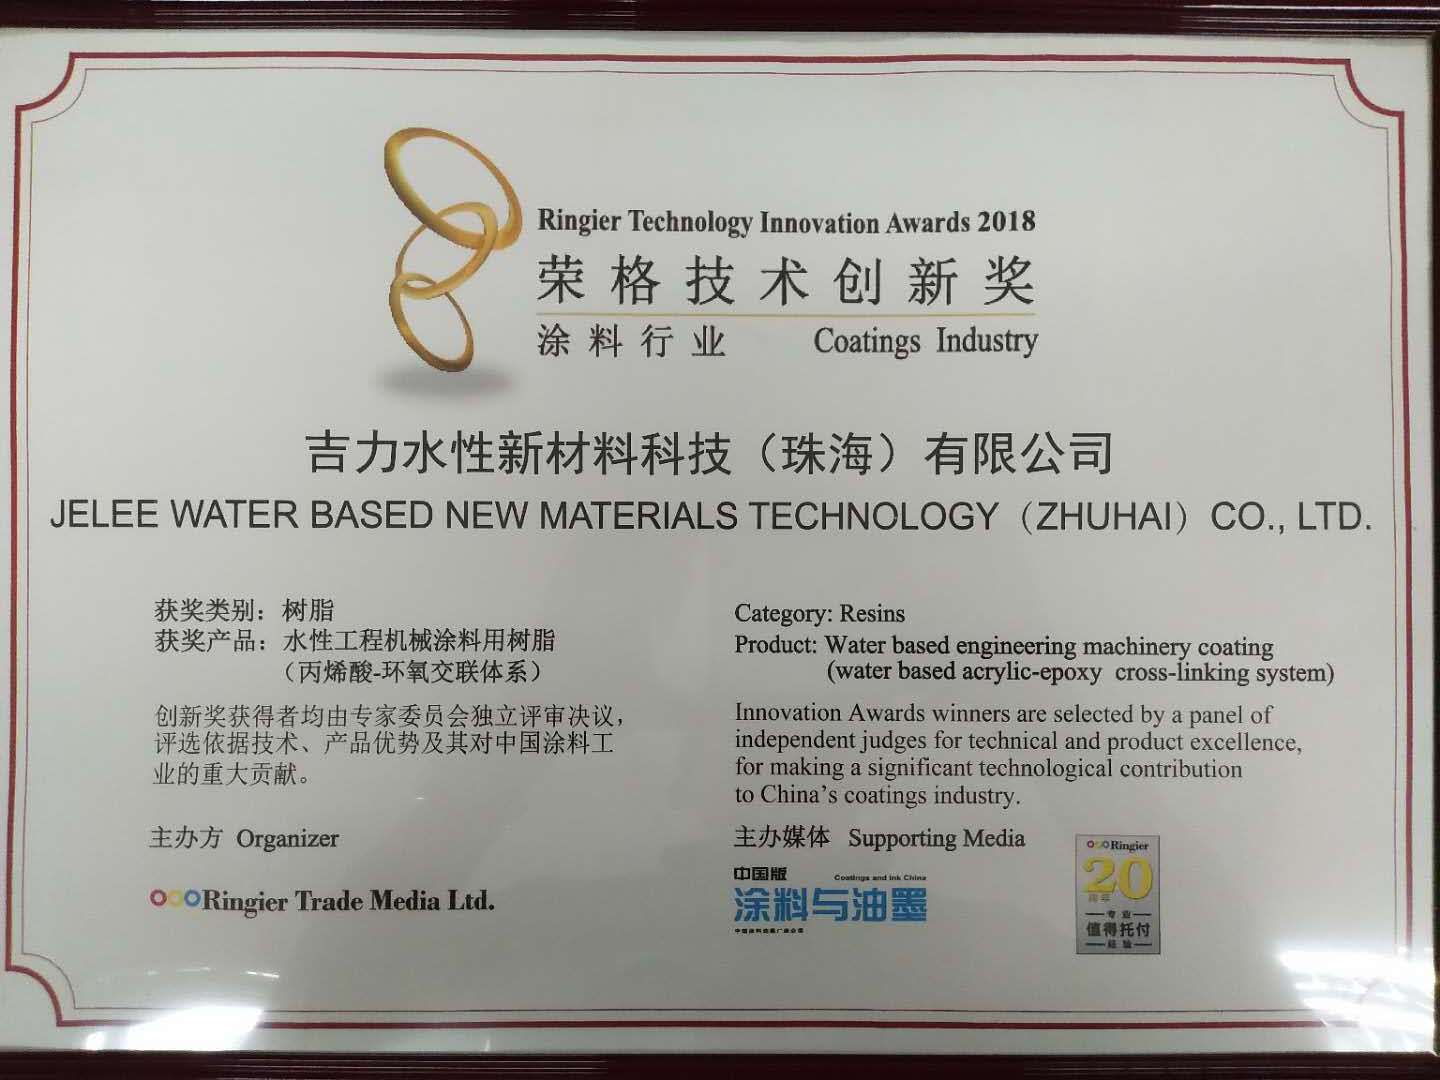 Ringier Technology Innovation Awards 2018
荣格技术创新奖
涂料行业 Coatings Industry
吉力水性新材料科技（珠海）有限公司
JELEE WATER BASED NEW MATERIALS TECHNOLOGY（ZHUHAI）CO., LTD.
获奖类别：树脂
获奖产品：水性工程机械涂料用树脂
（丙烯酸-环氧交联体系）
创新奖获得者均由专家委员会独立评审决议，
评选依据技术、产品优势及其对中国涂料工
业的重大贡献。
Category: Resins
Product: Water based engineering machinery coating
(water based acrylic-epoxy cross-linking system)
Innovation Awards winners are selected by a panel of
independent judges for technical and product excellence,
for making a significant technological contribution
to China's coatings industry.
主办方 Organizer
Ringier Trade Media Ltd.
主办媒体 Supporting Media
中国版 Coatings and Ink China
涂料与油墨
Ringier
20
周年
专业
值得托付
经验